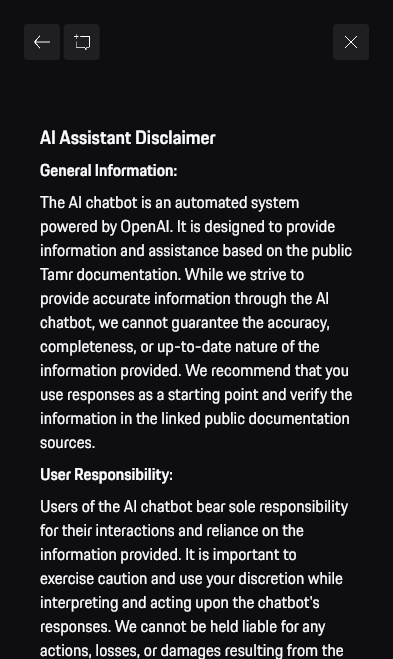 AI Assistant Disclaimer
General Information:
The AI chatbot is an automated system
powered by OpenAI. It is designed to provide
information and assistance based on the public
Tamr documentation. While we strive to
provide accurate information through the AI
chatbot, we cannot guarantee the accuracy,
completeness, or up-to-date nature of the
information provided. We recommend that you
use responses as a starting point and verify the
information in the linked public documentation
sources.
User Responsibility:
Users of the AI chatbot bear sole responsibility
for their interactions and reliance on the
information provided. It is important to
exercise caution and use your discretion while
interpreting and acting upon the chatbot's
responses. We cannot be held liable for any
actions, losses, or damages resulting from the